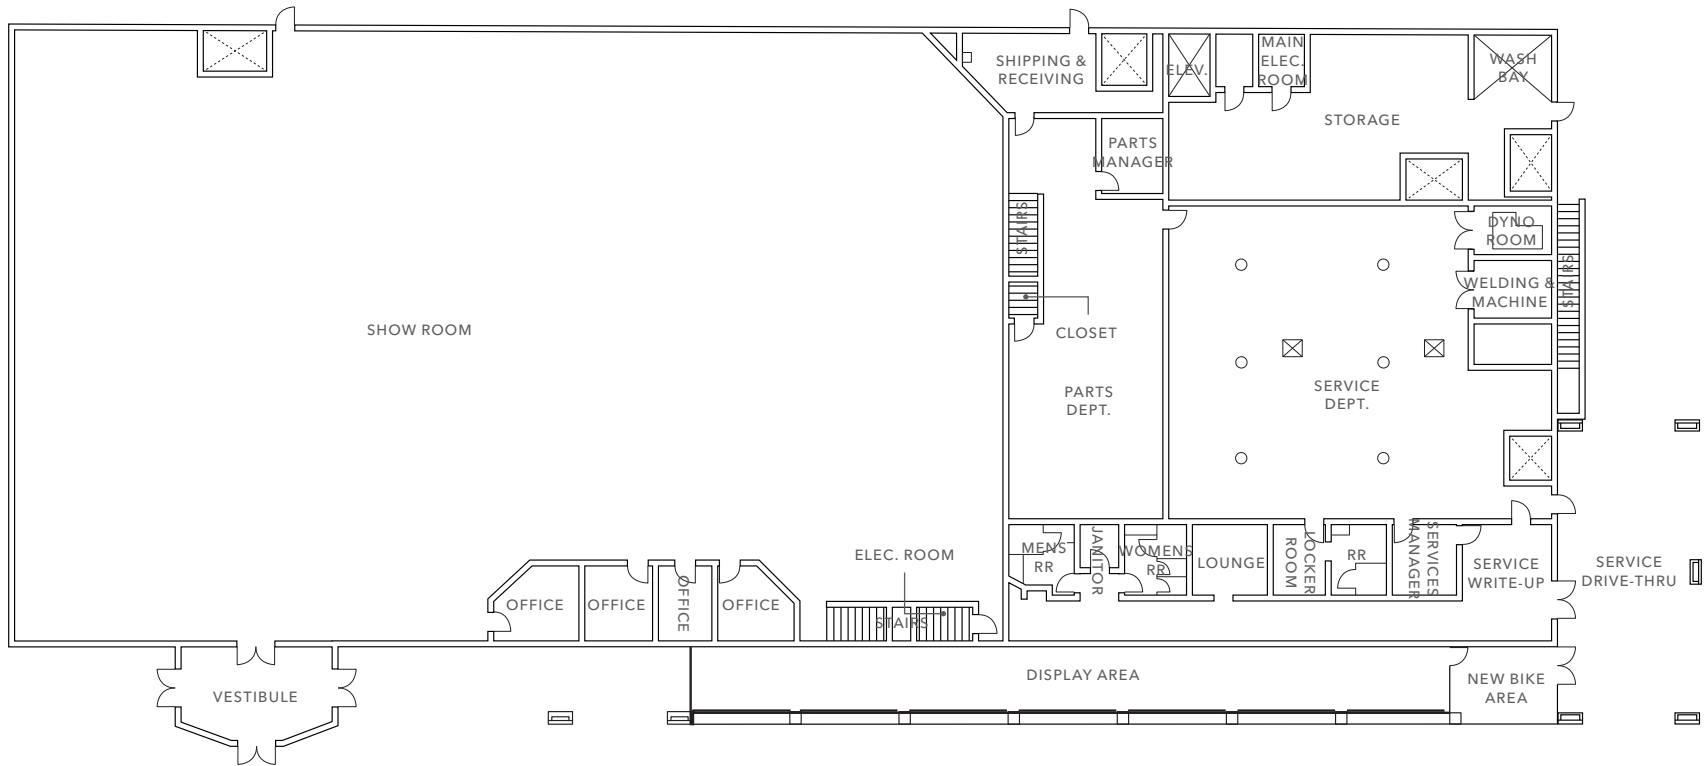 SHIPPING &
RECEIVING
ELEV.
MAIN
ELEC.
ROOM
WASH
BAY
STORAGE
PARTS
MANAGER
STAIRS
DYNO
ROOM
WELDING &
MACHINE
STAIRS
SHOW ROOM
CLOSET
PARTS
DEPT.
SERVICE
DEPT.
ELEC. ROOM
MENS
RR
JANITOR
WOMENS
RR
LOUNGE
LOCKER
ROOM
RR
SERVICES
MANAGER
SERVICE
WRITE-UP
SERVICE
DRIVE-THRU
OFFICE
OFFICE
OFFICE
OFFICE
STAIRS
VESTIBULE
DISPLAY AREA
NEW BIKE
AREA